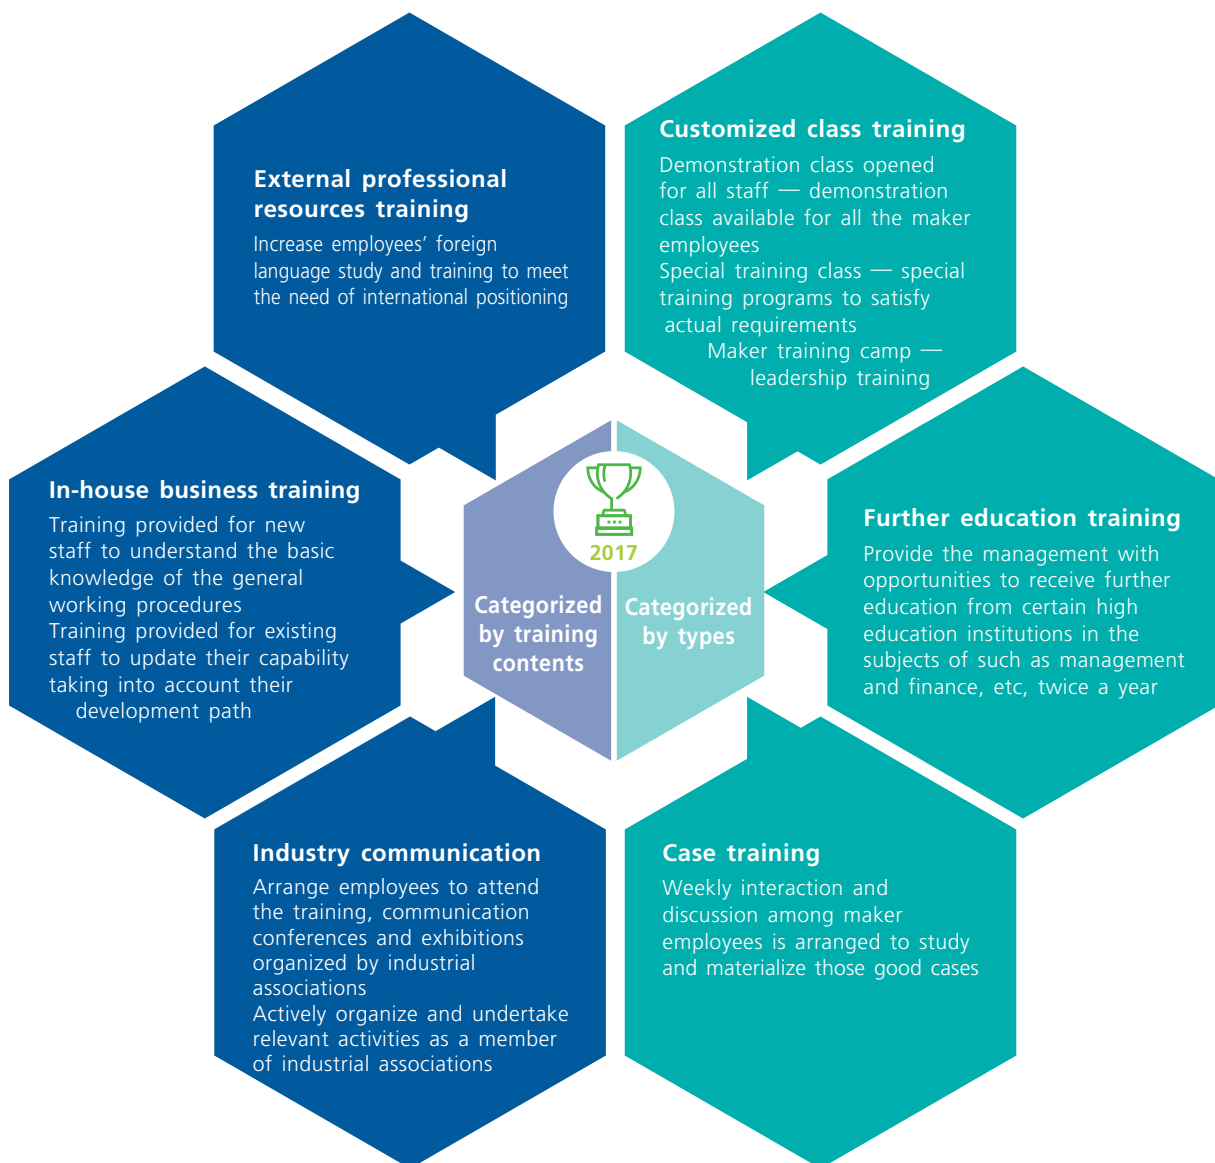 External professional
resources training
Increase employees’ foreign
language study and training to meet
the need of international positioning
Customized class training
Demonstration class opened
for all staff — demonstration
class available for all the maker
employees
Special training class — special
training programs to satisfy
actual requirements
Maker training camp —
leadership training
In-house business training
Training provided for new
staff to understand the basic
knowledge of the general
working procedures
Training provided for existing
staff to update their capability
taking into account their
development path
2017
Categorized
by training
contents
Categorized
by types
Further education training
Provide the management with
opportunities to receive further
education from certain high
education institutions in the
subjects of such as management
and finance, etc, twice a year
Industry communication
Arrange employees to attend
the training, communication
conferences and exhibitions
organized by industrial
associations
Actively organize and undertake
relevant activities as a member
of industrial associations
Case training
Weekly interaction and
discussion among maker
employees is arranged to study
and materialize those good cases